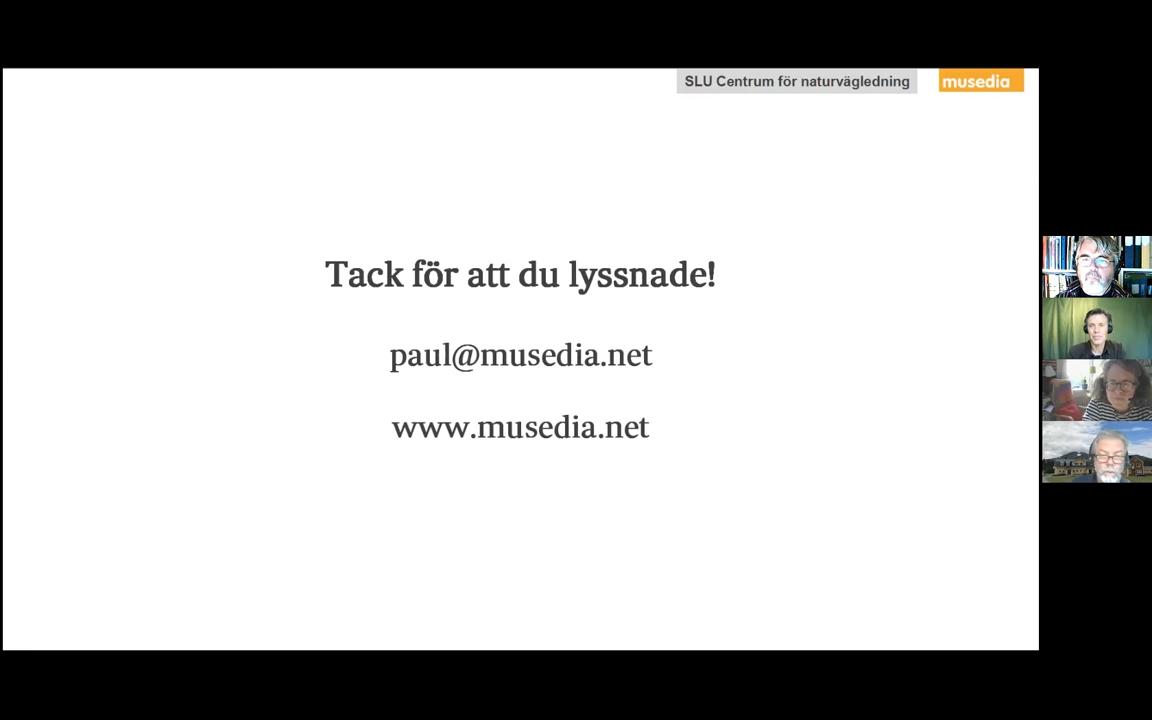 SLU Centrum för naturvägledning
musedia
Tack för att du lyssnade!
paul@musedia.net
www.musedia.net